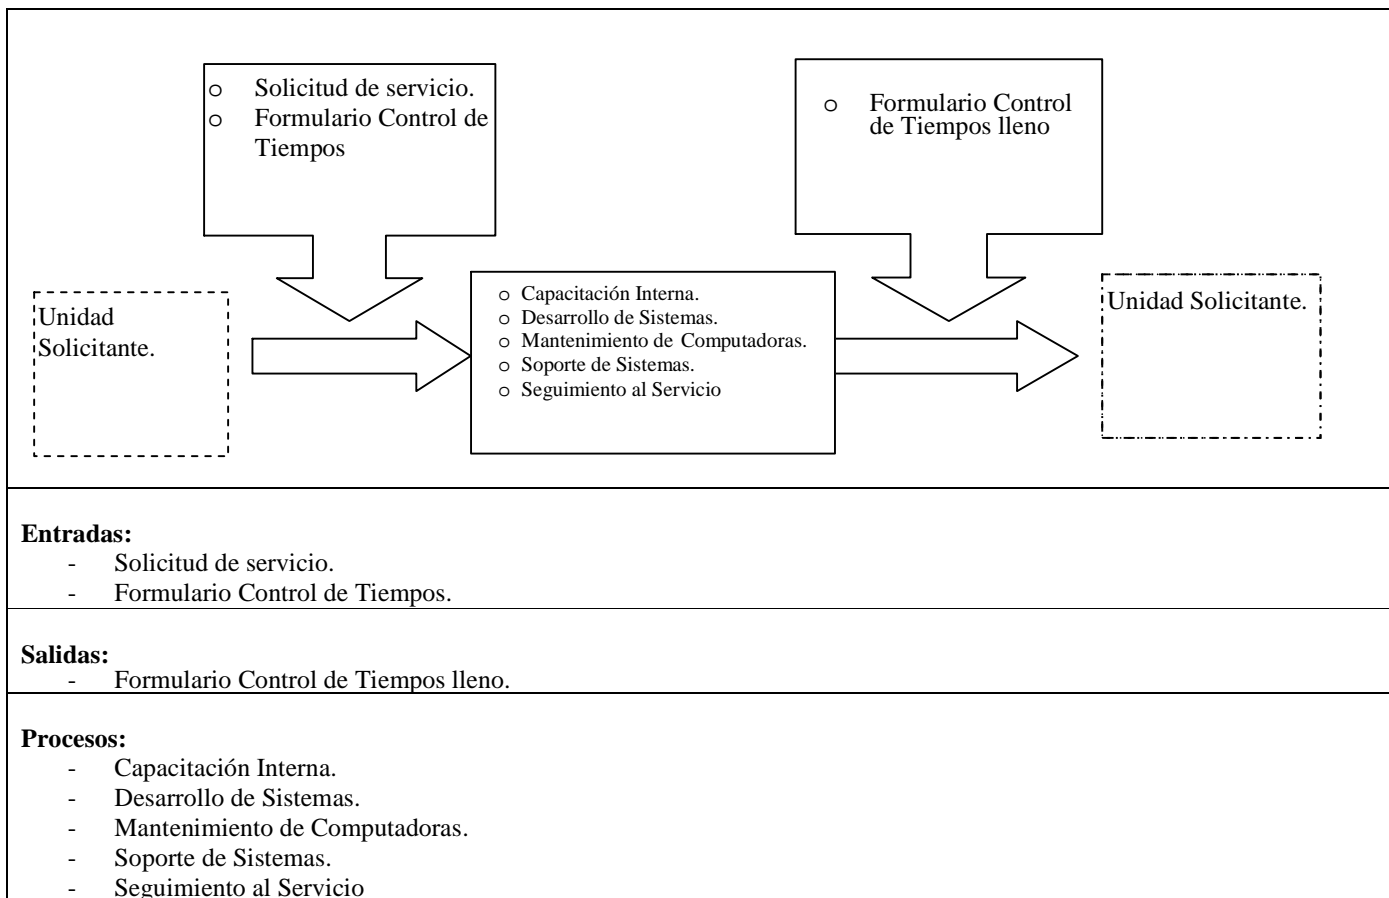 o Solicitud de servicio.
o Formulario Control de
Tiempos
o Formulario Control
de Tiempos lleno
Unidad
Solicitante.
o Capacitación Interna.
o Desarrollo de Sistemas.
o Mantenimiento de Computadoras.
o Soporte de Sistemas.
o Seguimiento al Servicio
Unidad Solicitante.
Entradas:
- Solicitud de servicio.
- Formulario Control de Tiempos.
Salidas:
- Formulario Control de Tiempos lleno.
Procesos:
- Capacitación Interna.
- Desarrollo de Sistemas.
- Mantenimiento de Computadoras.
- Soporte de Sistemas.
- Seguimiento al Servicio